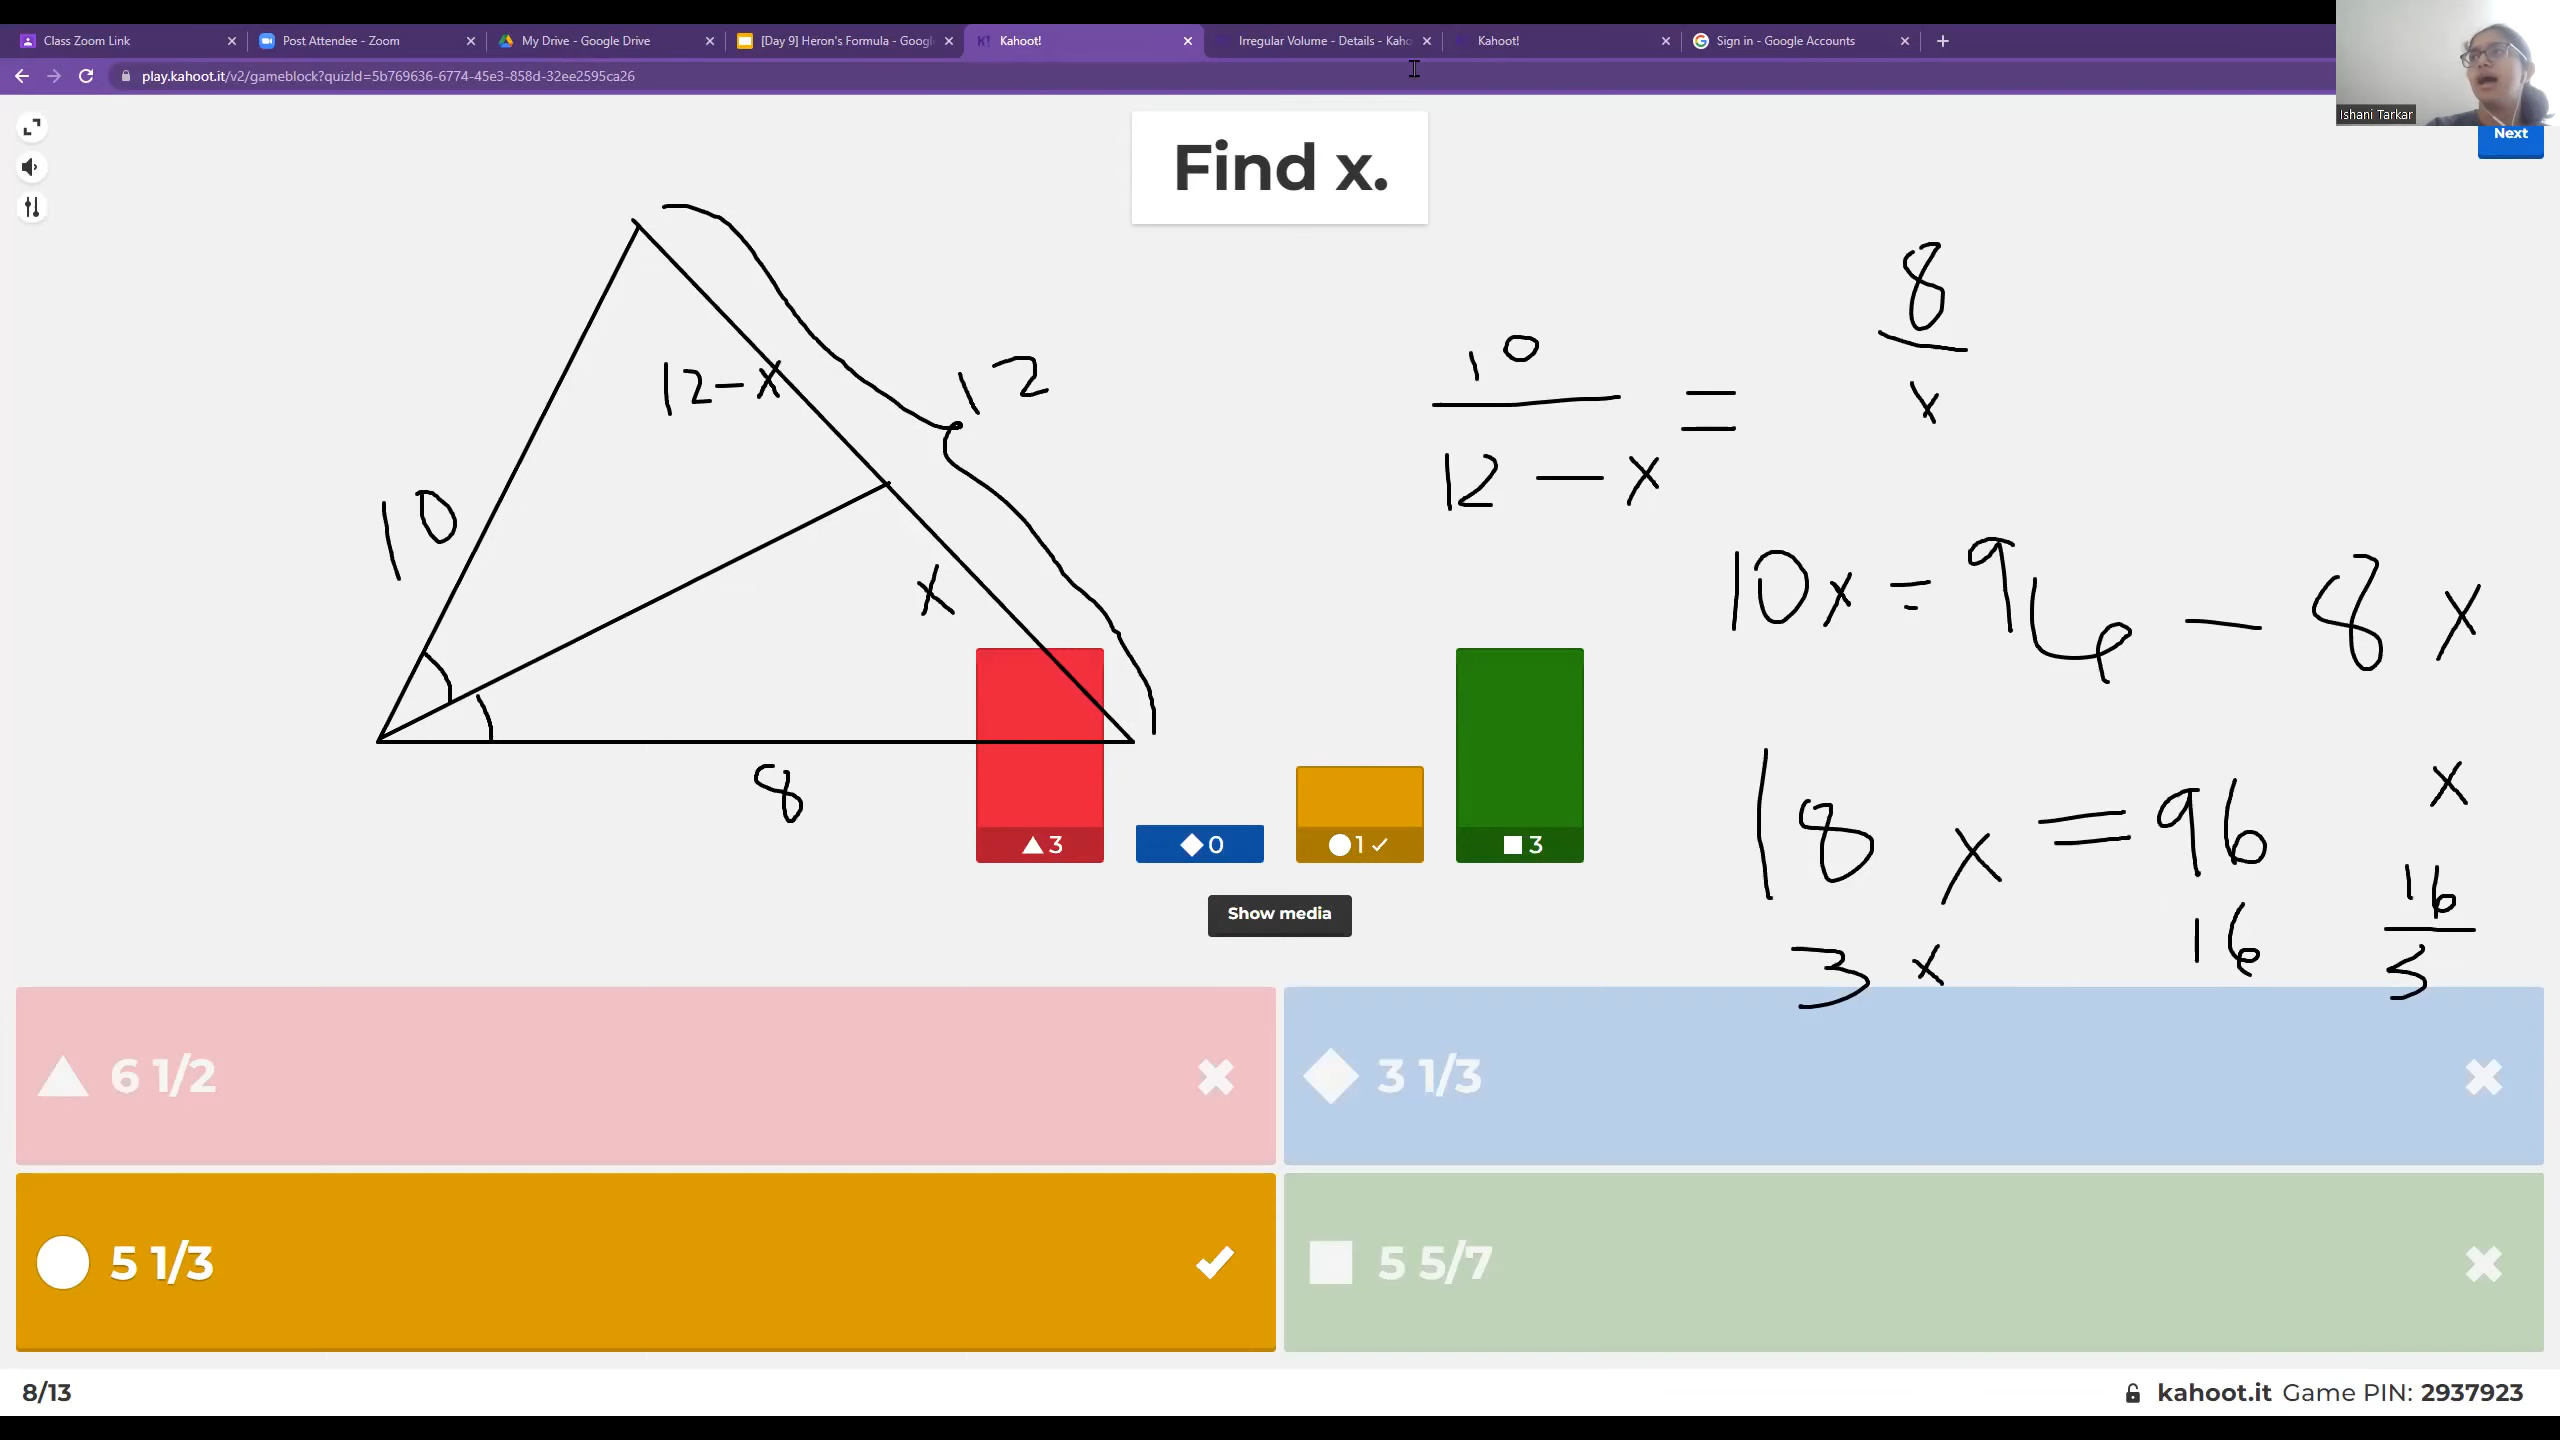 Class Zoom Link
Post Attendee - Zoom
My Drive - Google Drive
[Day 9] Heron's Formula - Googl
Kahoot!
Irregular Volume - Details - Kaho
Kahoot!
Sign in - Google Accounts
play.kahoot.it/v2/gameblock?quizId=5b769636-6774-45e3-858d-32ee2595ca26
Ishani Tarkar
Next
Find x.
12-x
12
10
x
8
10
12 - x
=
8
x
10x = 96 - 8x
18x = 96
3x 16
x
16
3
3
0
1
3
Show media
6 1/2
3 1/3
5 1/3
5 5/7
8/13
kahoot.it Game PIN: 2937923